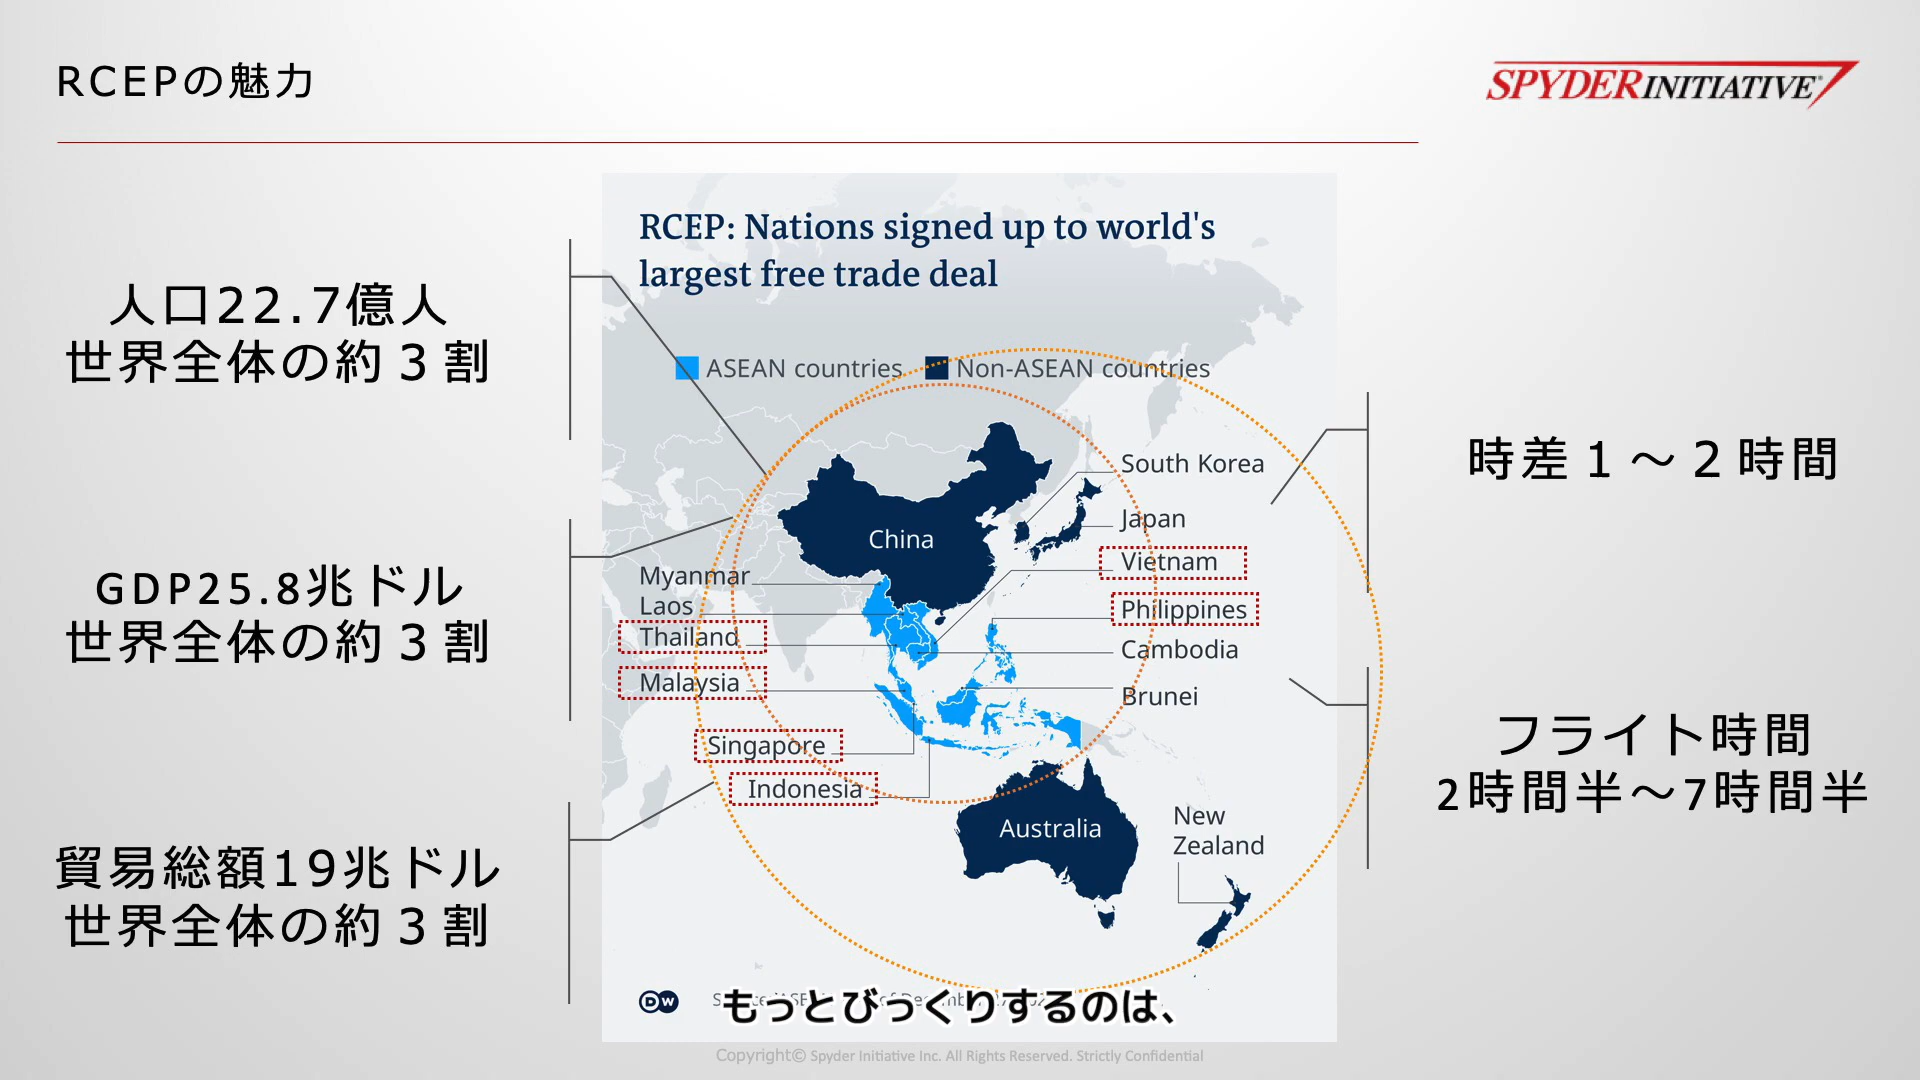 RCEPの魅力
SPYDER INITIATIVE
人口22.7億人
世界全体の約３割
GDP25.8兆ドル
世界全体の約３割
貿易総額19兆ドル
世界全体の約３割
RCEP: Nations signed up to world's
largest free trade deal
ASEAN countries
Non-ASEAN countries
China
South Korea
Japan
Vietnam
Philippines
Cambodia
Brunei
Myanmar
Laos
Thailand
Malaysia
Singapore
Indonesia
Australia
New
Zealand
時差１～２時間
フライト時間
2時間半～7時間半
DW
もっとびっくりするのは、
Copyright© Spyder Initiative Inc. All Rights Reserved. Strictly Confidential